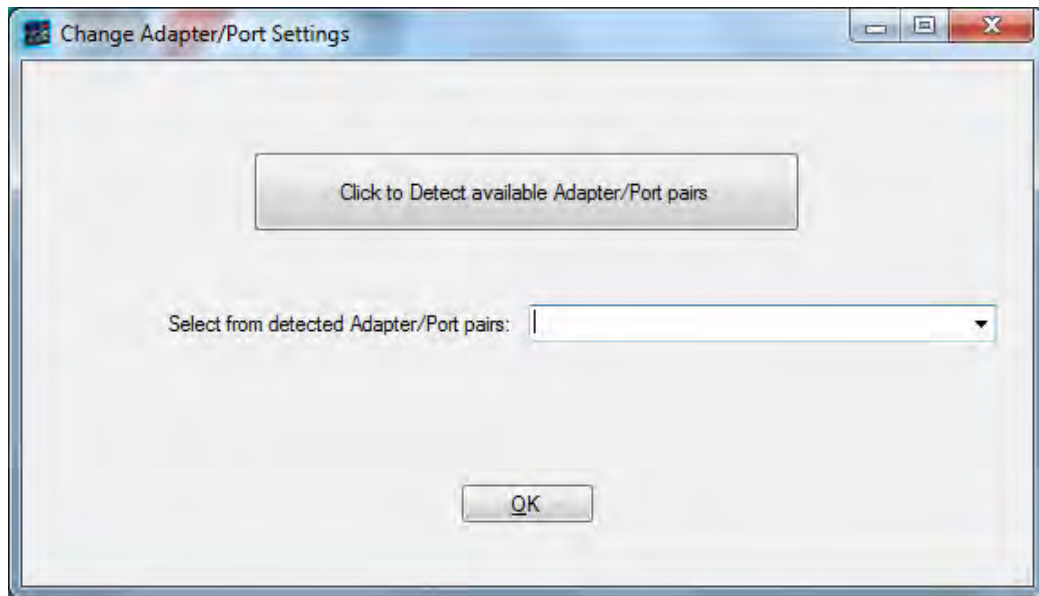 Change Adapter/Port Settings
Click to Detect available Adapter/Port pairs
Select from detected Adapter/Port pairs:
OK